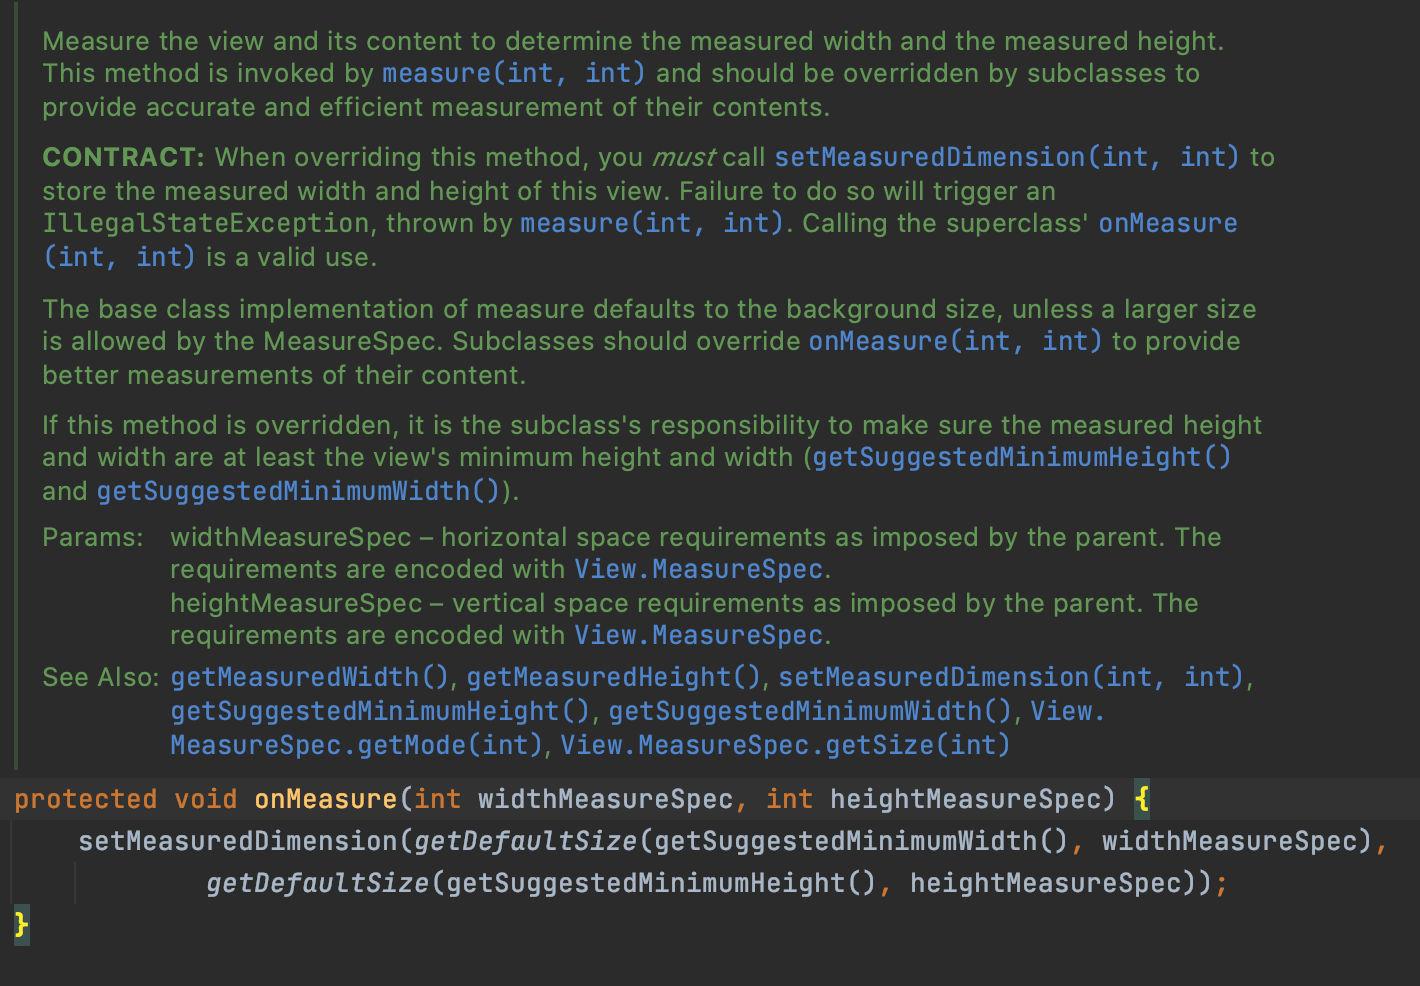 Measure the view and its content to determine the measured width and the measured height.
This method is invoked by measure(int, int) and should be overridden by subclasses to
provide accurate and efficient measurement of their contents.
CONTRACT: When overriding this method, you must call setMeasuredDimension(int, int) to
store the measured width and height of this view. Failure to do so will trigger an
IllegalStateException, thrown by measure(int, int). Calling the superclass' onMeasure
(int, int) is a valid use.
The base class implementation of measure defaults to the background size, unless a larger size
is allowed by the MeasureSpec. Subclasses should override onMeasure(int, int) to provide
better measurements of their content.
If this method is overridden, it is the subclass's responsibility to make sure the measured height
and width are at least the view's minimum height and width (getSuggestedMinimumHeight()
and getSuggestedMinimumWidth()).
Params: widthMeasureSpec – horizontal space requirements as imposed by the parent. The
requirements are encoded with View.MeasureSpec.
heightMeasureSpec – vertical space requirements as imposed by the parent. The
requirements are encoded with View.MeasureSpec.
See Also: getMeasuredWidth(), getMeasuredHeight(), setMeasuredDimension(int, int),
getSuggestedMinimumHeight(), getSuggestedMinimumWidth(), View.
MeasureSpec.getMode(int), View.MeasureSpec.getSize(int)
protected void onMeasure(int widthMeasureSpec, int heightMeasureSpec) {
    setMeasuredDimension(getDefaultSize(getSuggestedMinimumWidth(), widthMeasureSpec),
            getDefaultSize(getSuggestedMinimumHeight(), heightMeasureSpec));
}